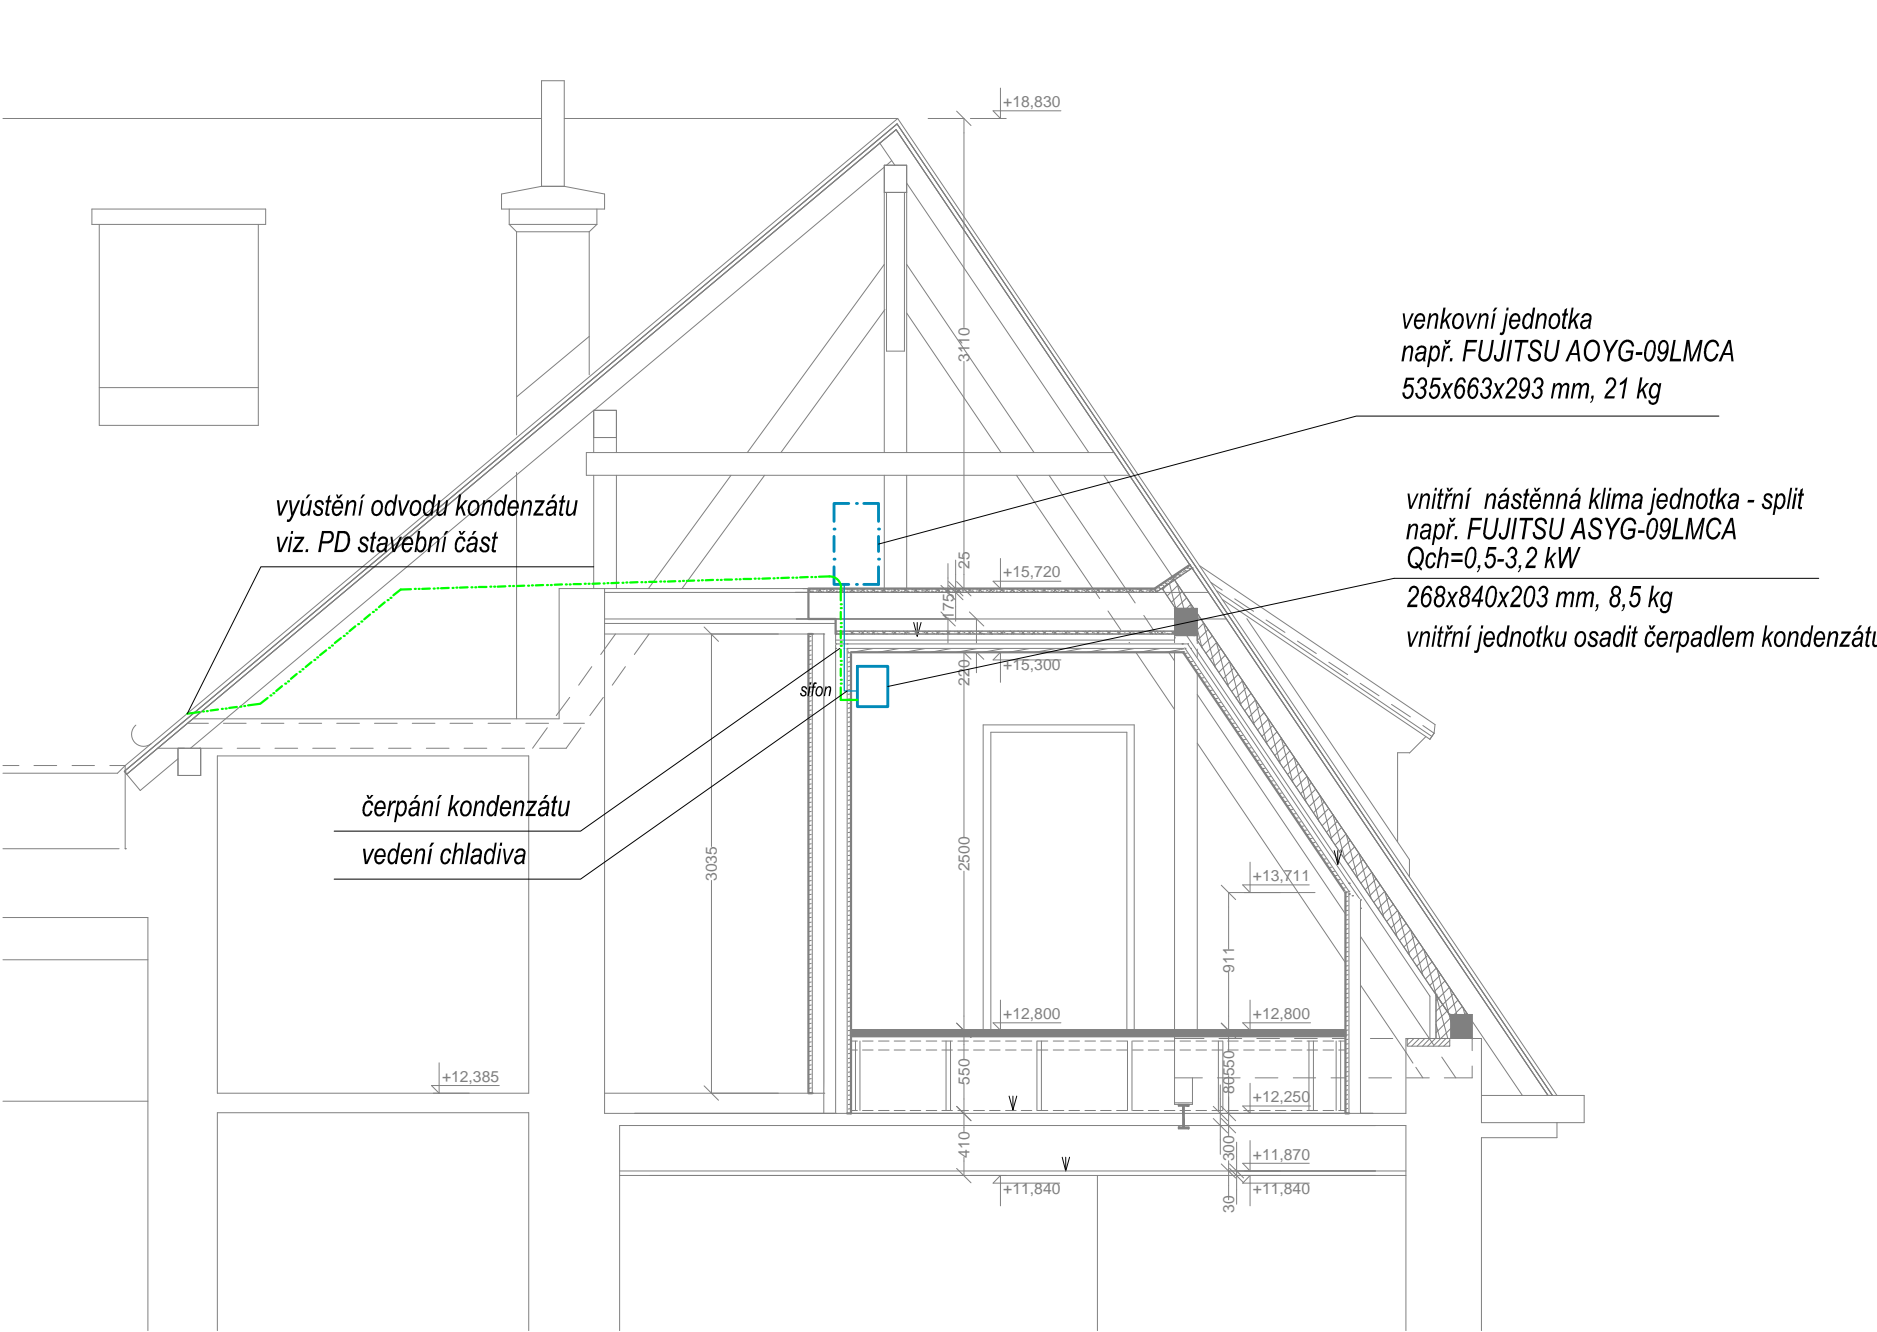 +18,830
3110
venkovní jednotka
např. FUJITSU AOYG-09LMCA
535x663x293 mm, 21 kg
vnitřní nástěnná klima jednotka - split
např. FUJITSU ASYG-09LMCA
Qch=0,5-3,2 kW
268x840x203 mm, 8,5 kg
vnitřní jednotku osadit čerpadlem kondenzátu
vyústění odvodu kondenzátu
viz. PD stavební část
25
+15,720
175
220
+15,300
sifon
čerpání kondenzátu
vedení chladiva
3035
2500
+13,711
911
+12,800
+12,800
+12,385
550
80
550
+12,250
410
300
+11,870
+11,840
+11,840
30